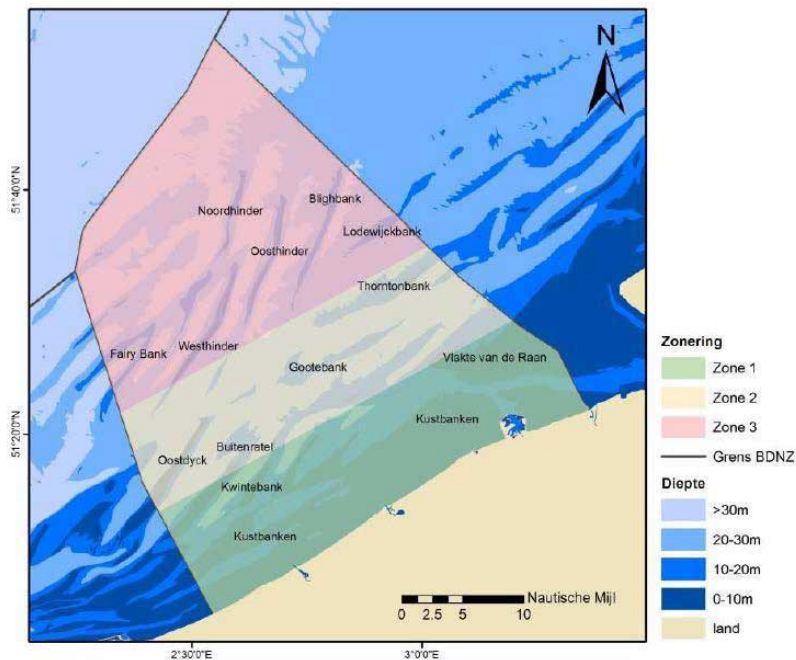 N
51°40'0"N
51°20'0"N
2°30'0"E
3°0'0"E
Noordhinder
Blighbank
Lodewijckbank
Oosthinder
Thorntonbank
Fairy Bank
Westhinder
Gootebank
Vlakte van de Raan
Kustbanken
Oostdyck
Buitenratel
Kwintebank
Kustbanken
Nautische Mijl
0 2.5 5 10
Zonering
Zone 1
Zone 2
Zone 3
Grens BDNZ
Diepte
>30m
20-30m
10-20m
0-10m
land